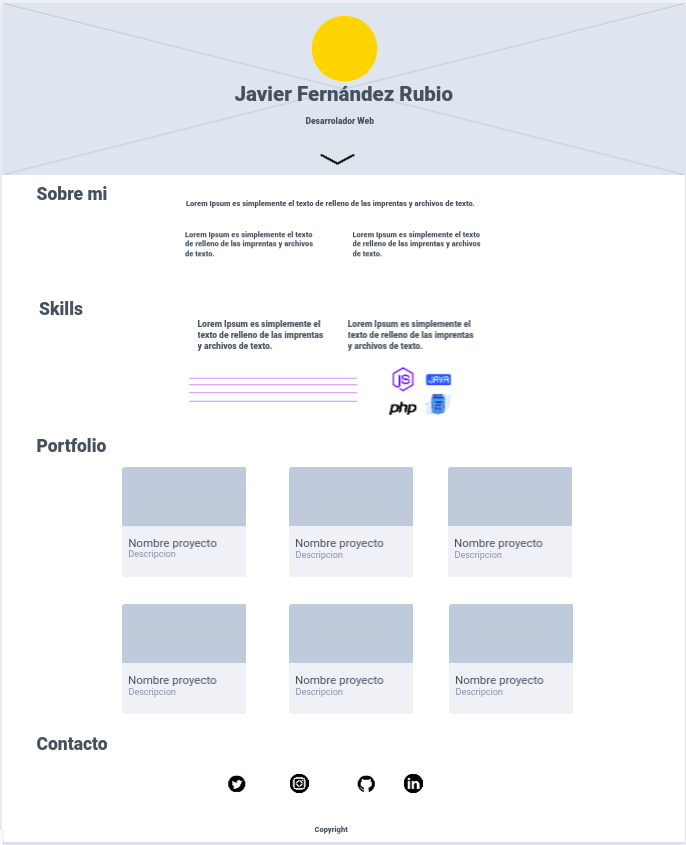 Javier Fernández Rubio
Desarrolador Web
Sobre mi
Lorem Ipsum es simplemente el texto de relleno de las imprentas y archivos de texto.
Lorem Ipsum es simplemente el texto
de relleno de las imprentas y archivos
de texto.
Lorem Ipsum es simplemente el texto
de relleno de las imprentas y archivos
de texto.
Skills
Lorem Ipsum es simplemente el
texto de relleno de las imprentas
y archivos de texto.
Lorem Ipsum es simplemente el
texto de relleno de las imprentas
y archivos de texto.
JS
JAVA
php
Portfolio
Nombre proyecto
Descripcion
Nombre proyecto
Descripcion
Nombre proyecto
Descripcion
Nombre proyecto
Descripcion
Nombre proyecto
Descripcion
Nombre proyecto
Descripcion
Contacto
in
Copyright